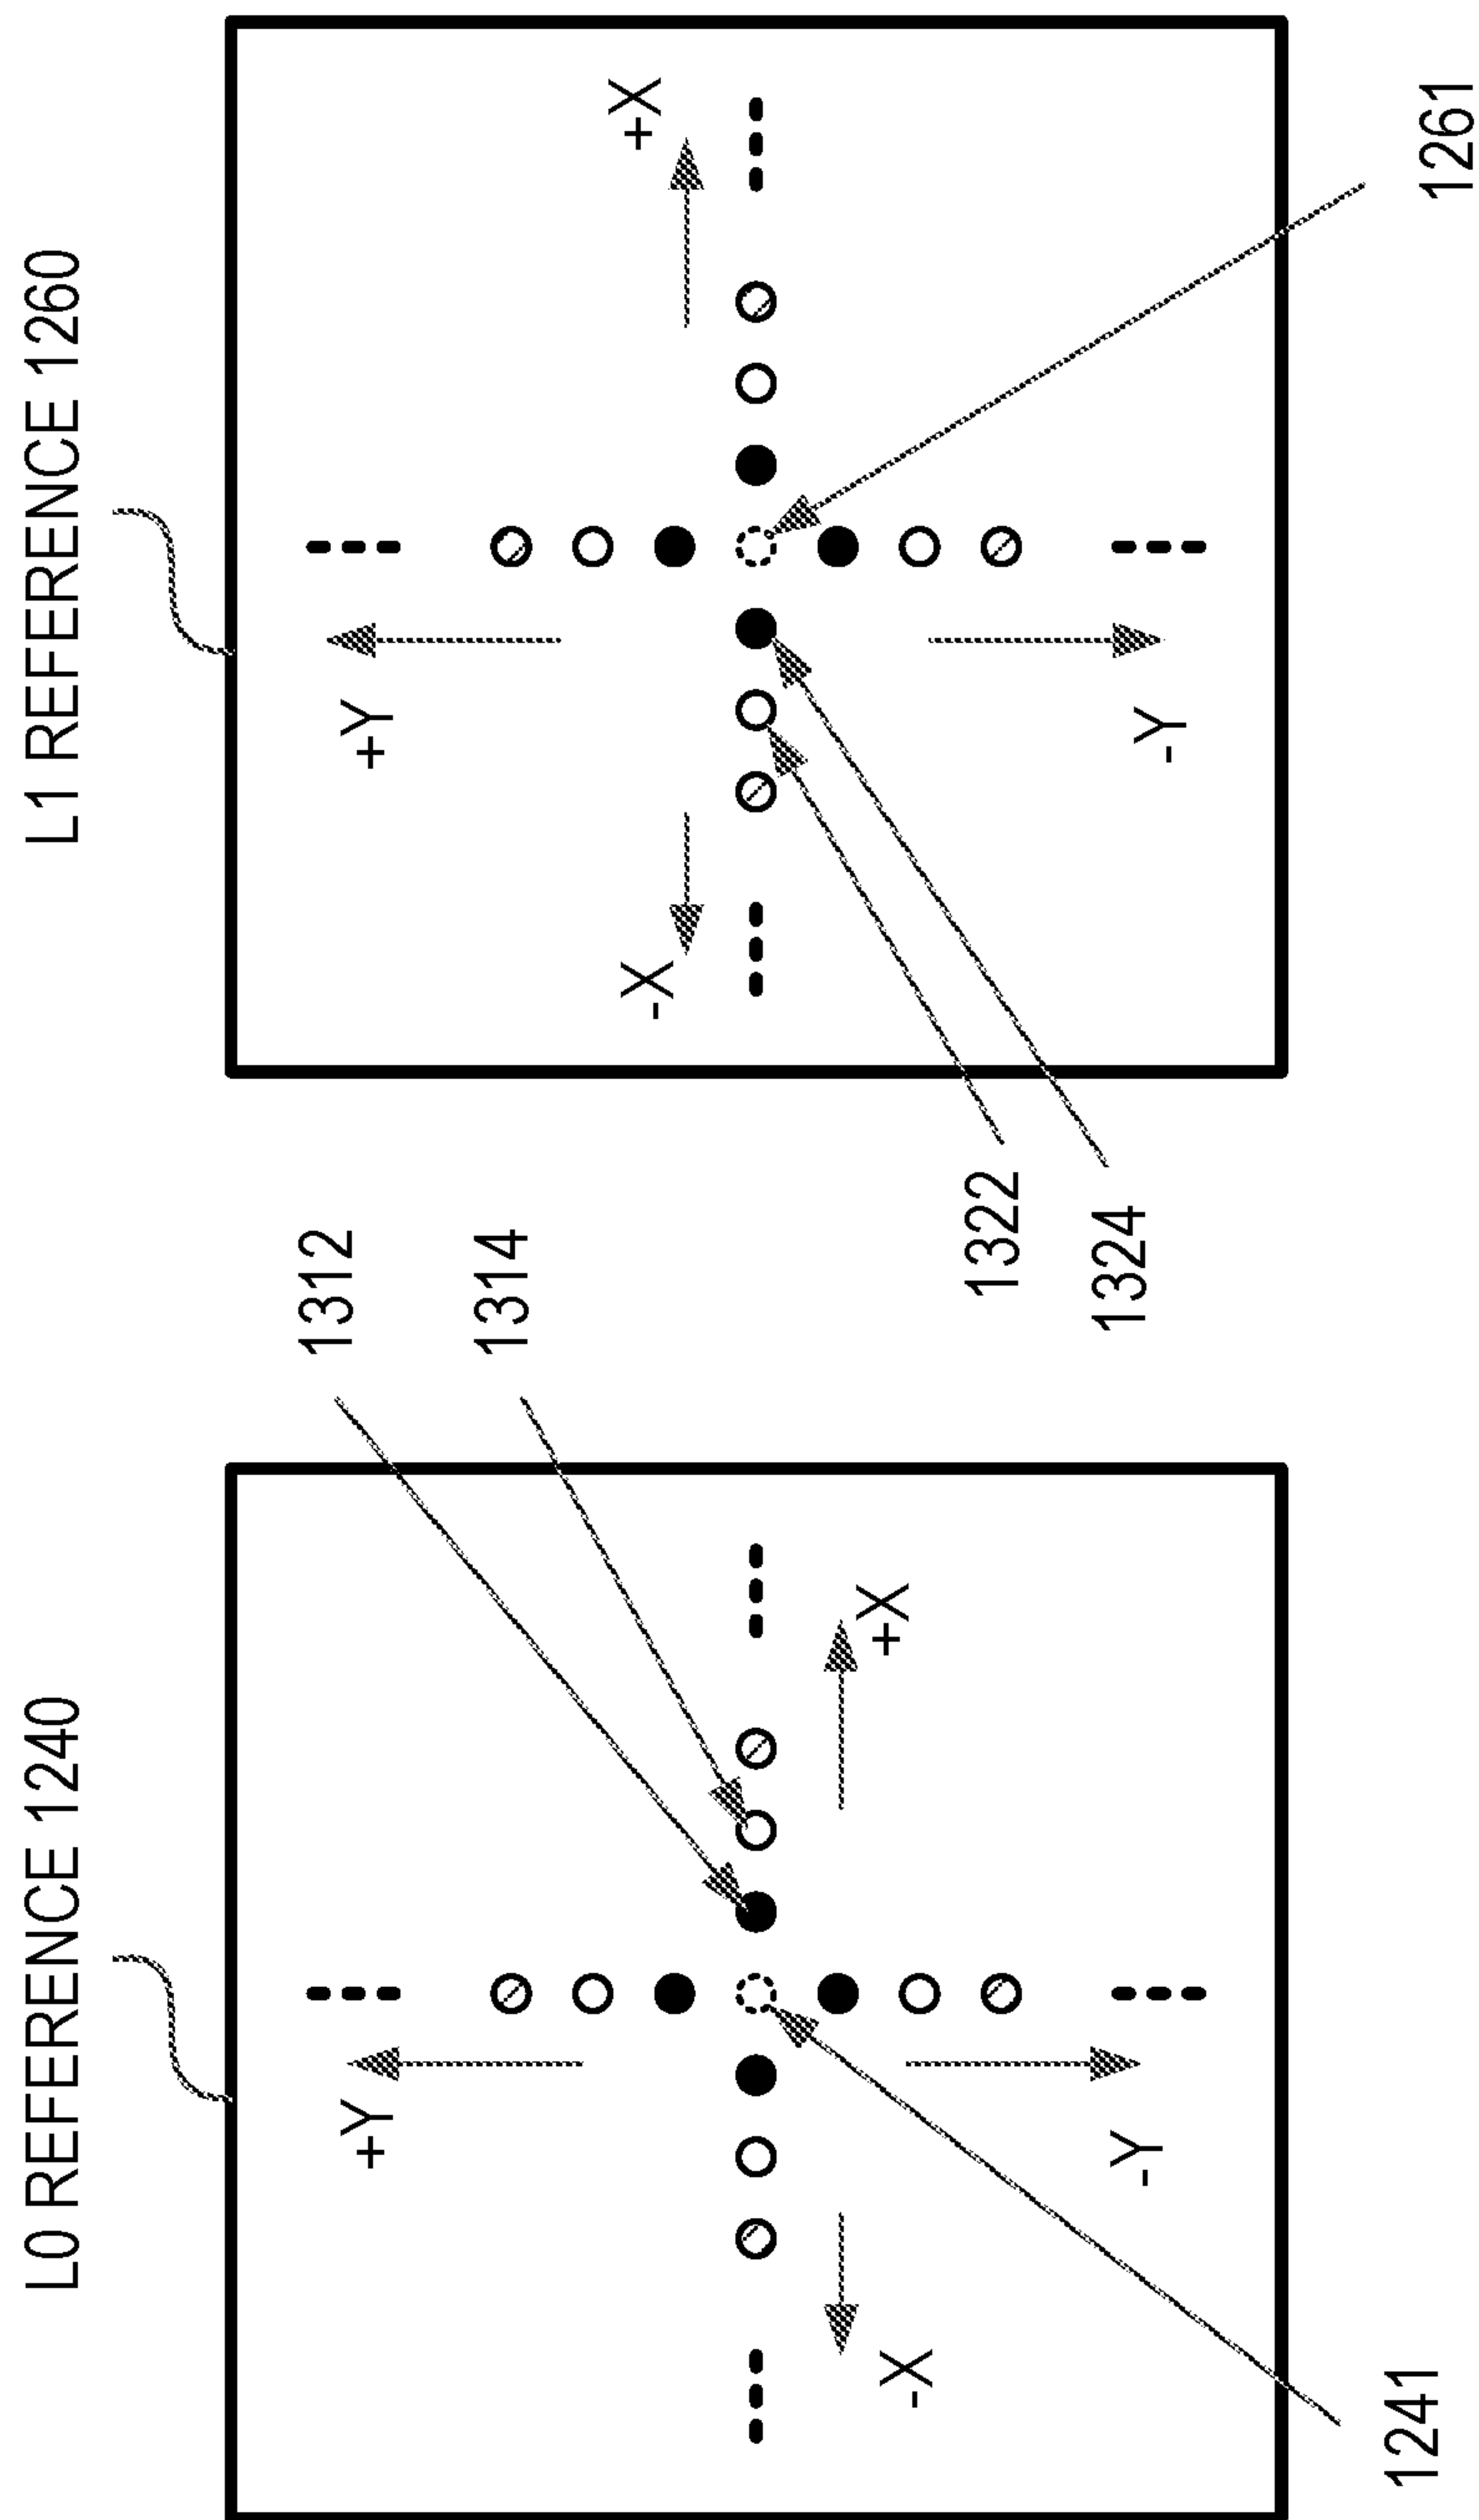 L0 REFERENCE 1240
L1 REFERENCE 1260
+Y
-X
+X
-Y
1241
1312
1314
+Y
-X
+X
-Y
1322
1324
1261